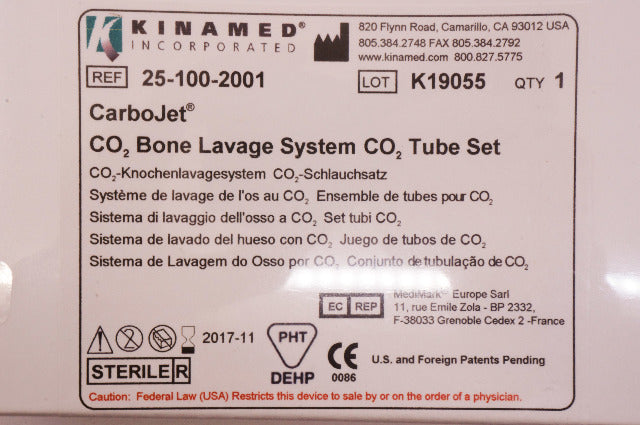 KINAMED®
INCORPORATED
820 Flynn Road, Camarillo, CA 93012 USA
805.384.2748 FAX 805.384.2792
www.kinamed.com 800.827.5775
REF 25-100-2001
LOT K19055 QTY 1
CarboJet®
CO₂ Bone Lavage System CO₂ Tube Set
CO₂-Knochenlavagesystem CO₂-Schlauchsatz
Système de lavage de l'os au CO₂ Ensemble de tubes pour CO₂
Sistema di lavaggio dell'osso a CO₂ Set tubi CO₂
Sistema de lavado del hueso con CO₂ Juego de tubos de CO₂
Sistema de Lavagem do Osso por CO₂ Conjunto de tubulação de CO₂
EC REP
MediMark™ Europe Sarl
11, rue Emile Zola - BP 2332,
F-38033 Grenoble Cedex 2 -France
2 2017-11
STERILE R
PHT
DEHP
CE
0086
U.S. and Foreign Patents Pending
Caution: Federal Law (USA) Restricts this device to sale by or on the order of a physician.